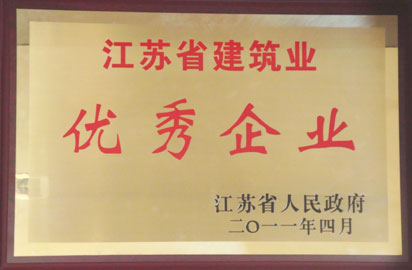 江苏省建筑业
优秀企业
江苏省人民政府
二〇一一年四月